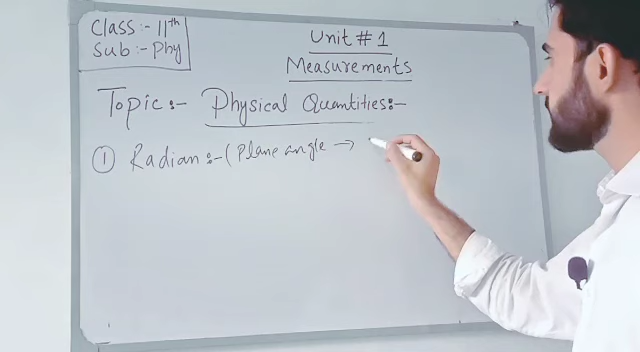 Class :- 11th
Sub :- Phy
Unit # 1
Measurements
Topic :- Physical Quantities :-
① Radian :- ( Plane angle →